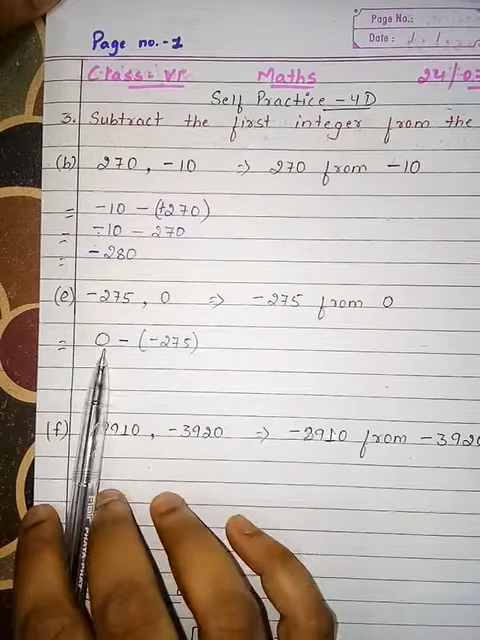 Page No.:
Page no.-1
Date: / /
Class: VI Maths 24/03
Self Practice - 4D
3. Subtract the first integer from the
(b) 270, -10 ⇒ 270 from -10
= -10 - (+270)
= -10 - 270
= -280
(e) -275, 0 ⇒ -275 from 0
= 0 - (-275)
(f) 2910, -3920 ⇒ -2910 from -3920